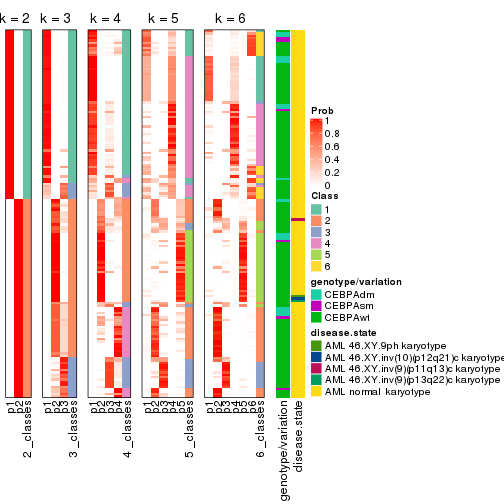 k = 2 k = 3 k = 4 k = 5 k = 6
Prob
1
0.8
0.6
0.4
0.2
0
Class
1
2
3
4
5
6
genotype/variation
CEBPAdm
CEBPAsm
CEBPAwt
disease.state
AML 46.XY.9ph karyotype
AML 46.XY.inv(10)(p12q21)c karyotype
AML 46.XY.inv(9)(p11q13)c karyotype
AML 46.XY.inv(9)(p13q22)c karyotype
AML normal karyotype
p1 p2 2_classes p1 p2 p3 3_classes p1 p2 p3 p4 4_classes p1 p2 p3 p4 p5 5_classes p1 p2 p3 p4 p5 p6 6_classes genotype/variation disease.state